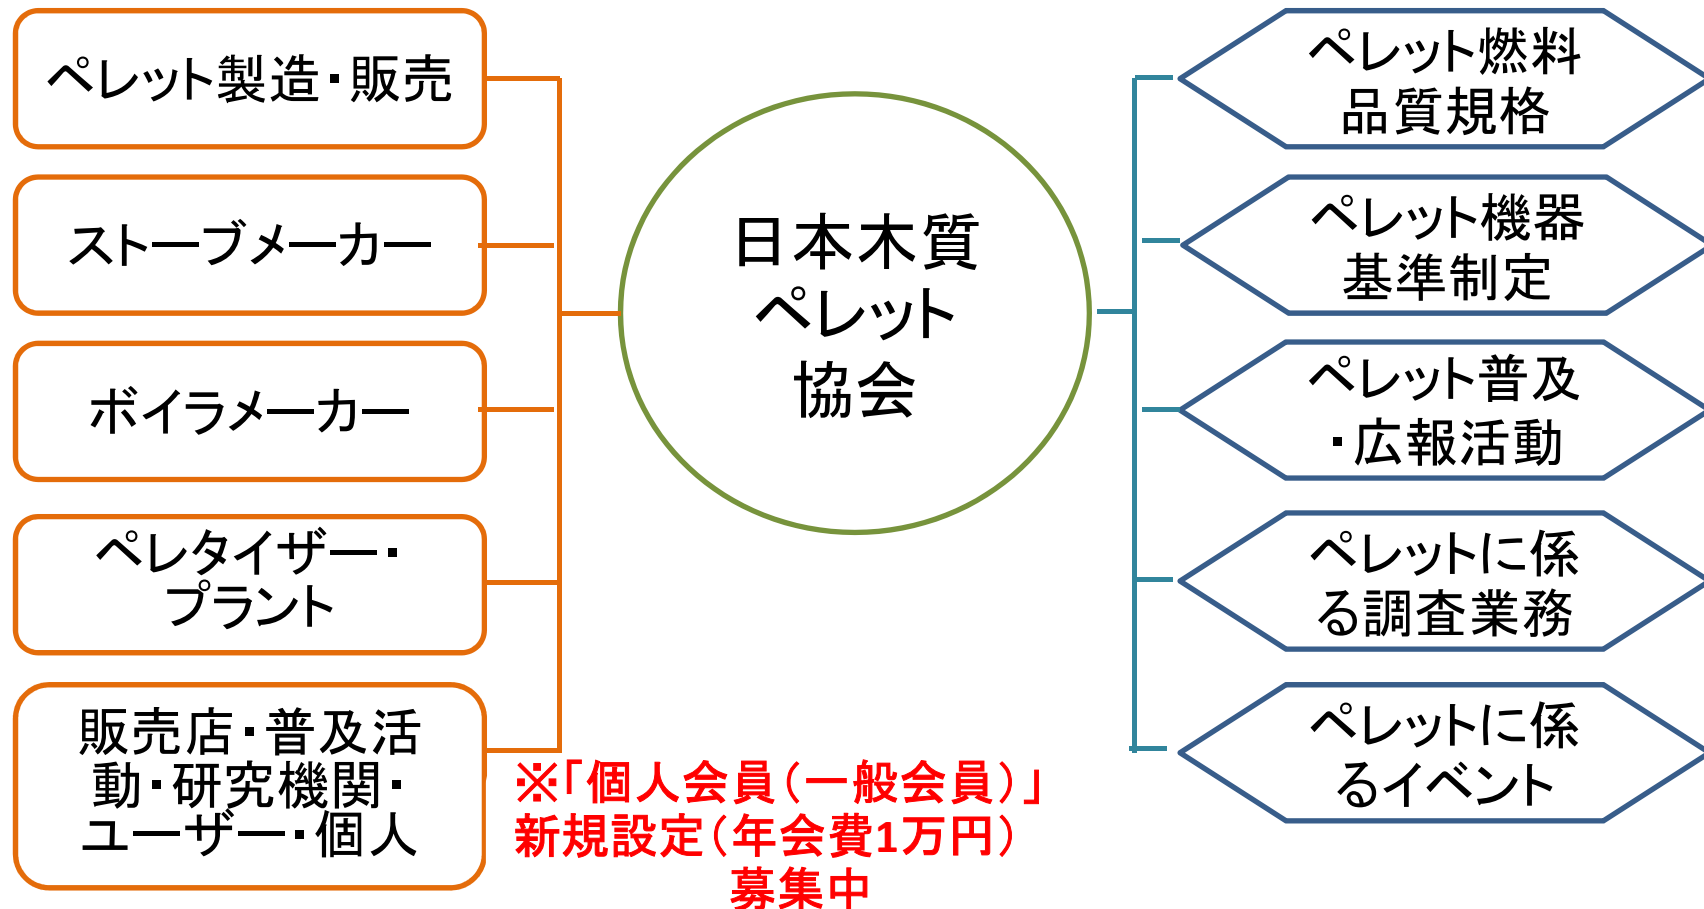 ペレット製造・販売
ストーブメーカー
ボイラメーカー
ペレタイザー・
プラント
販売店・普及活
動・研究機関・
ユーザー・個人
日本木質
ペレット
協会
※「個人会員（一般会員）」
新規設定（年会費1万円）
募集中
ペレット燃料
品質規格
ペレット機器
基準制定
ペレット普及
・広報活動
ペレットに係
る調査業務
ペレットに係
るイベント